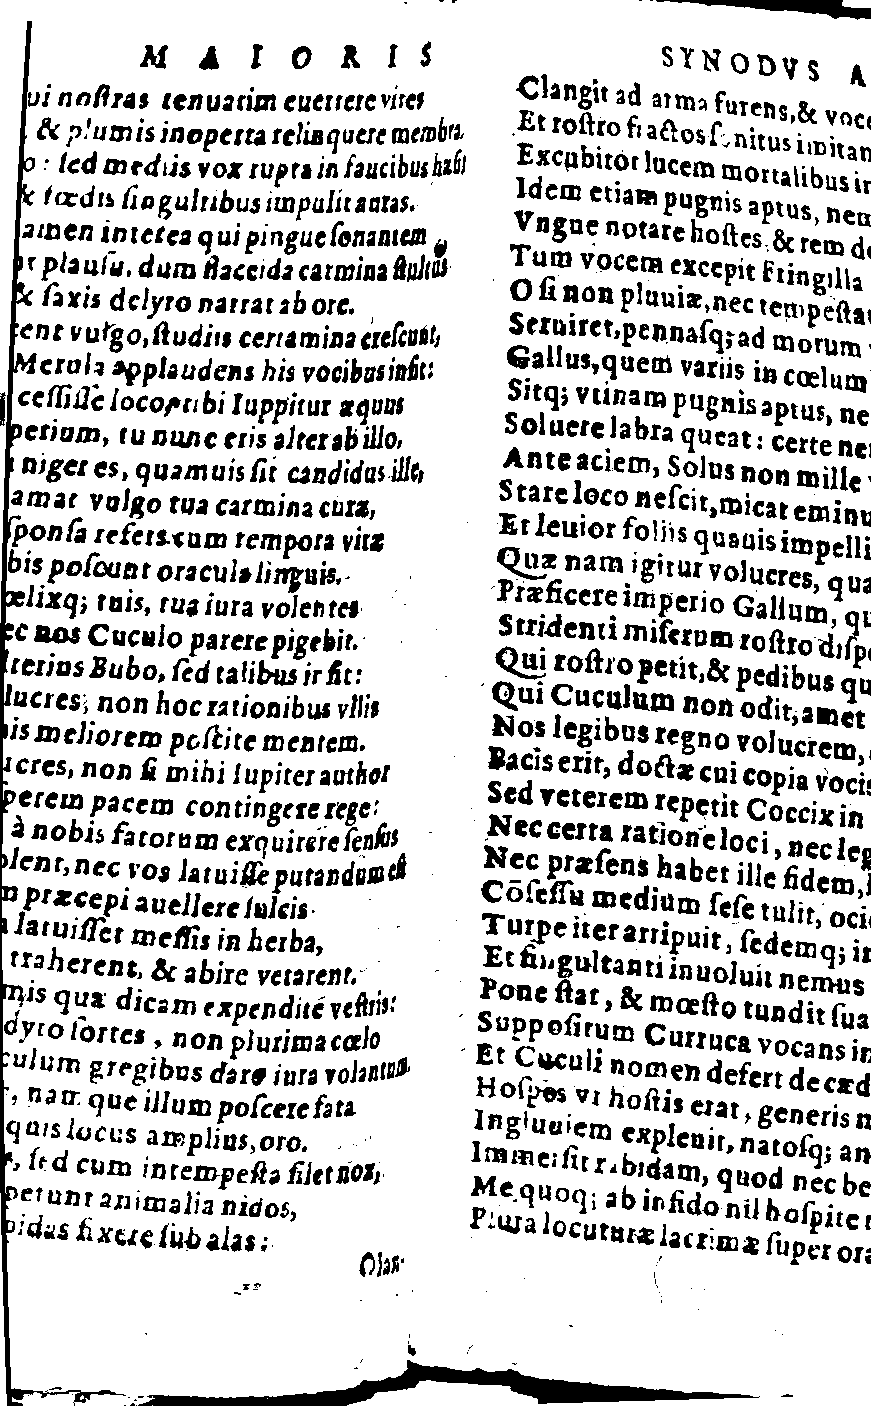 MAIORIS
ui nostras tenuatim euertere vires
& plumis inoperta relinquere membra
o: sed mediis vox rupta in faucibus hæsit
& fœdis singultibus impulit auras.
amen interea qui pingue sonantem
plausu, dum flaccida carmina stultus
& saxis delyro narrat ab ore.
cent vulgo, studiis certamina crescunt,
Merula applaudens his vocibus infit:
cessisse loco, tibi Iuppitur æquus
perium, tu nunc eris alter ab illo,
niger es, quamuis sit candidus ille,
amat vulgo tua carmina cura,
sponsa refers cum tempora vitæ
bis poscunt oracula linguis.
œlixq; tuis, tua iura volentes
ec nos Cuculo parere pigebit.
lterius Bubo, sed talibus infit:
lucres, non hoc rationibus vllis
is meliorem poscite mentem.
ucres, non si mihi Iupiter author
perem pacem contingere rege:
à nobis fatorum exquirere sensus
olent, nec vos latuisse putandum est
m præcepi auellere sulcis
latuisset messis in herba,
traherent, & abire vetarent.
mis quæ dicam expendite vestris:
dyto sortes, non plurima cœlo
culum gregibus dare iura volantum.
, nam que illum poscere fata
quis locus amplius, oro.
, sed cum intempesta silet nox,
petunt animalia nidos,
pidas fixere sub alas:
Olan-
SYNODVS A
Clangit ad arma furens, & voce
Et rostro fractos sonitus imitan
Excubitor lucem mortalibus in
Idem etiam pugnis aptus, nem
Vngue notare hostes, & rem de
Tum vocem excepit Fringilla
O si non pluuiæ, nec tempestat
Seruiret, pennasq; ad morum
Gallus, quem variis in cœlum
Sitq; vtinam pugnis aptus, ne
Soluere labra queat: certe nem
Ante aciem, Solus non mille
Stare loco nescit, micat eminu
Et leuior foliis quauis impelli
Quæ nam igitur volucres, qua
Præficere imperio Gallum, qu
Stridenti miserum rostro dispe
Qui rostro petit, & pedibus qu
Qui Cuculum non odit, amet
Nos legibus regno volucrem,
Pacis erit, doctæ cui copia vocis
Sed veterem repetit Coccix in
Nec certa ratione loci, nec leg
Nec præsens habet ille fidem,
Cōsessu medium sese tulit, ocio
Turpe iter arripuit, sedemq; in
Et singultanti inuoluit nemus
Pone stat, & mœsto tundit sua
Suppositum Curruca vocans in
Et Cuculi nomen defert de cæd
Hospes vt hostis erat, generis n
Ingluuiem expleuit, natosq; an
Immersit rabidam, quod nec be
Me quoq; ab infido nil hospite
Plura locuturæ lacrimæ super ora